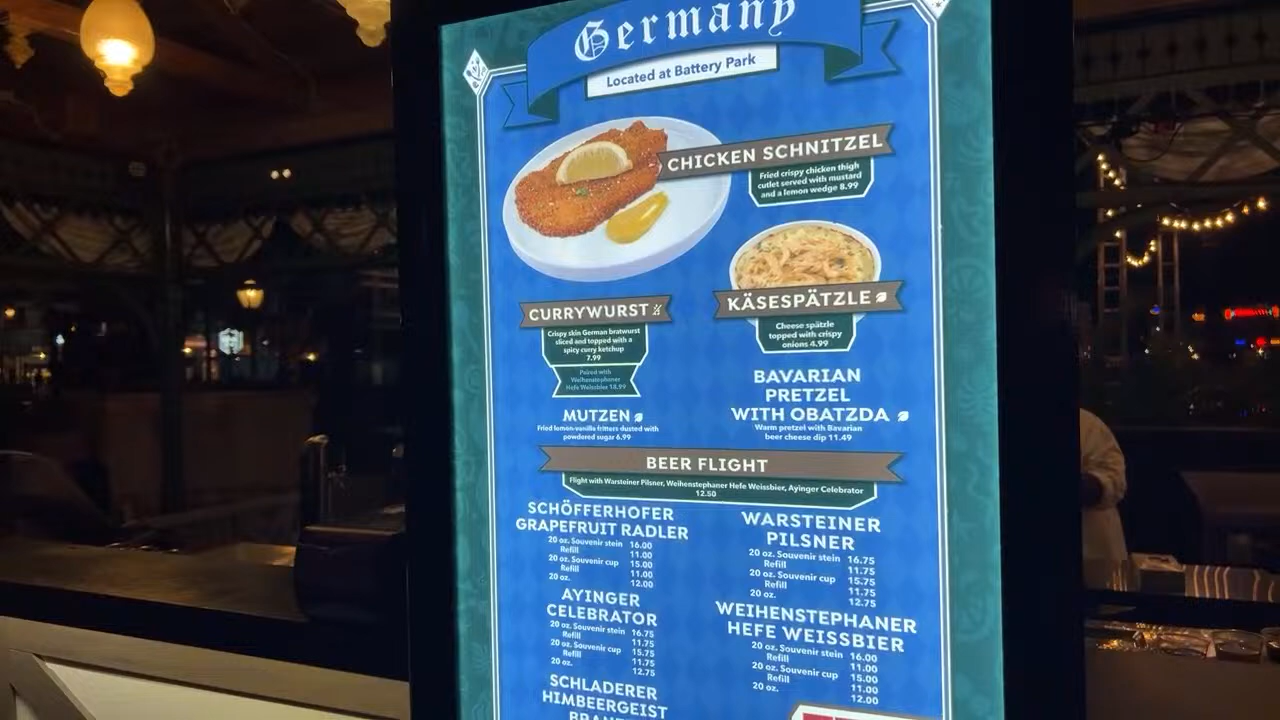 Germany
Located at Battery Park
CHICKEN SCHNITZEL
Fried crispy chicken thigh
cutlet served with mustard
and a lemon wedge 8.99
CURRYWURST
Crispy skin German bratwurst
sliced and topped with a
spicy curry ketchup
7.99
Paired with
Weihenstephaner
Hefe Weissbier 18.99
KÄSESPÄTZLE
Cheese spätzle
topped with crispy
onions 4.99
MUTZEN
Fried lemon-vanilla fritters dusted with
powdered sugar 6.99
BAVARIAN
PRETZEL
WITH OBATZDA
Warm pretzel with Bavarian
beer cheese dip 11.49
BEER FLIGHT
Flight with Warsteiner Pilsner, Weihenstephaner Hefe Weissbier, Ayinger Celebrator
12.50
SCHÖFFERHOFER
GRAPEFRUIT RADLER
20 oz. Souvenir stein 16.00
Refill 11.00
20 oz. Souvenir cup 15.00
Refill 11.00
20 oz. 12.00
AYINGER
CELEBRATOR
20 oz. Souvenir stein 16.75
Refill 11.75
20 oz. Souvenir cup 15.75
Refill 11.75
20 oz. 12.75
SCHLADERER
HIMBEERGEIST
WARSTEINER
PILSNER
20 oz. Souvenir stein 16.75
Refill 11.75
20 oz. Souvenir cup 15.75
Refill 11.75
20 oz. 12.75
WEIHENSTEPHANER
HEFE WEISSBIER
20 oz. Souvenir stein 16.00
Refill 11.00
20 oz. Souvenir cup 15.00
Refill 11.00
20 oz. 12.00